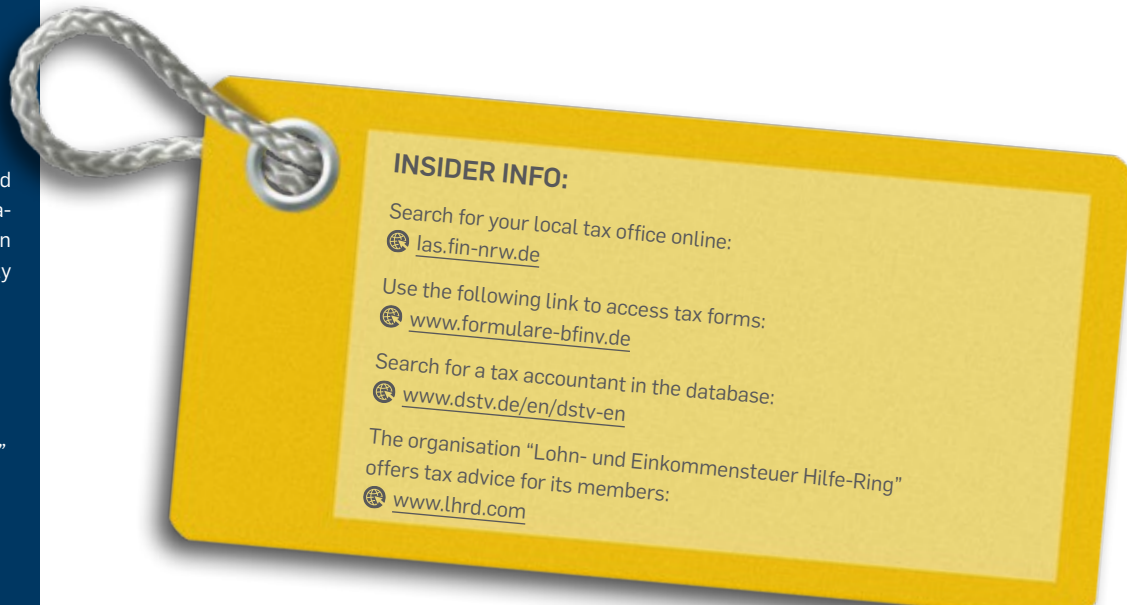 d
a-
n
y
”
INSIDER INFO:
Search for your local tax office online:
las.fin-nrw.de
Use the following link to access tax forms:
www.formulare-bfinv.de
Search for a tax accountant in the database:
www.dstv.de/en/dstv-en
The organisation “Lohn- und Einkommensteuer Hilfe-Ring”
offers tax advice for its members:
www.lhrd.com